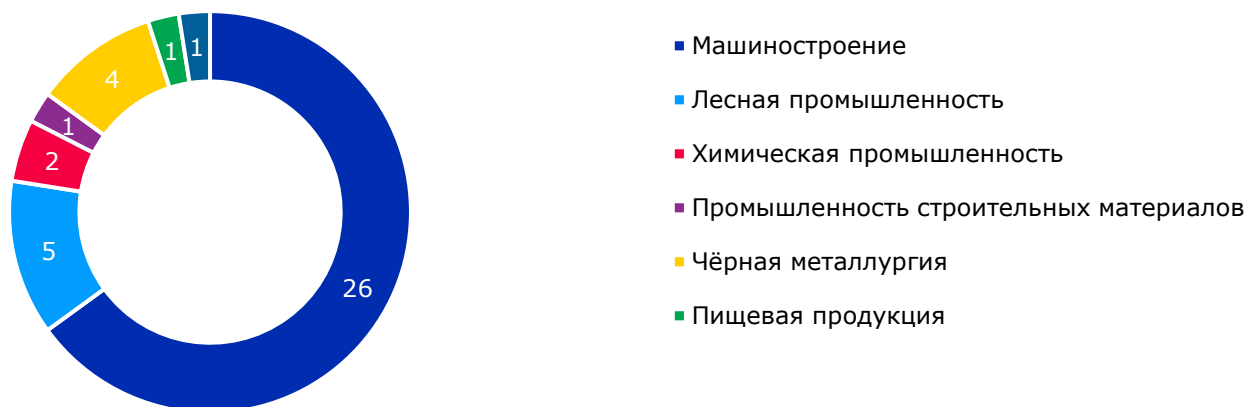 1
1
4
1
2
5
26
Машиностроение
Лесная промышленность
Химическая промышленность
Промышленность строительных материалов
Чёрная металлургия
Пищевая продукция